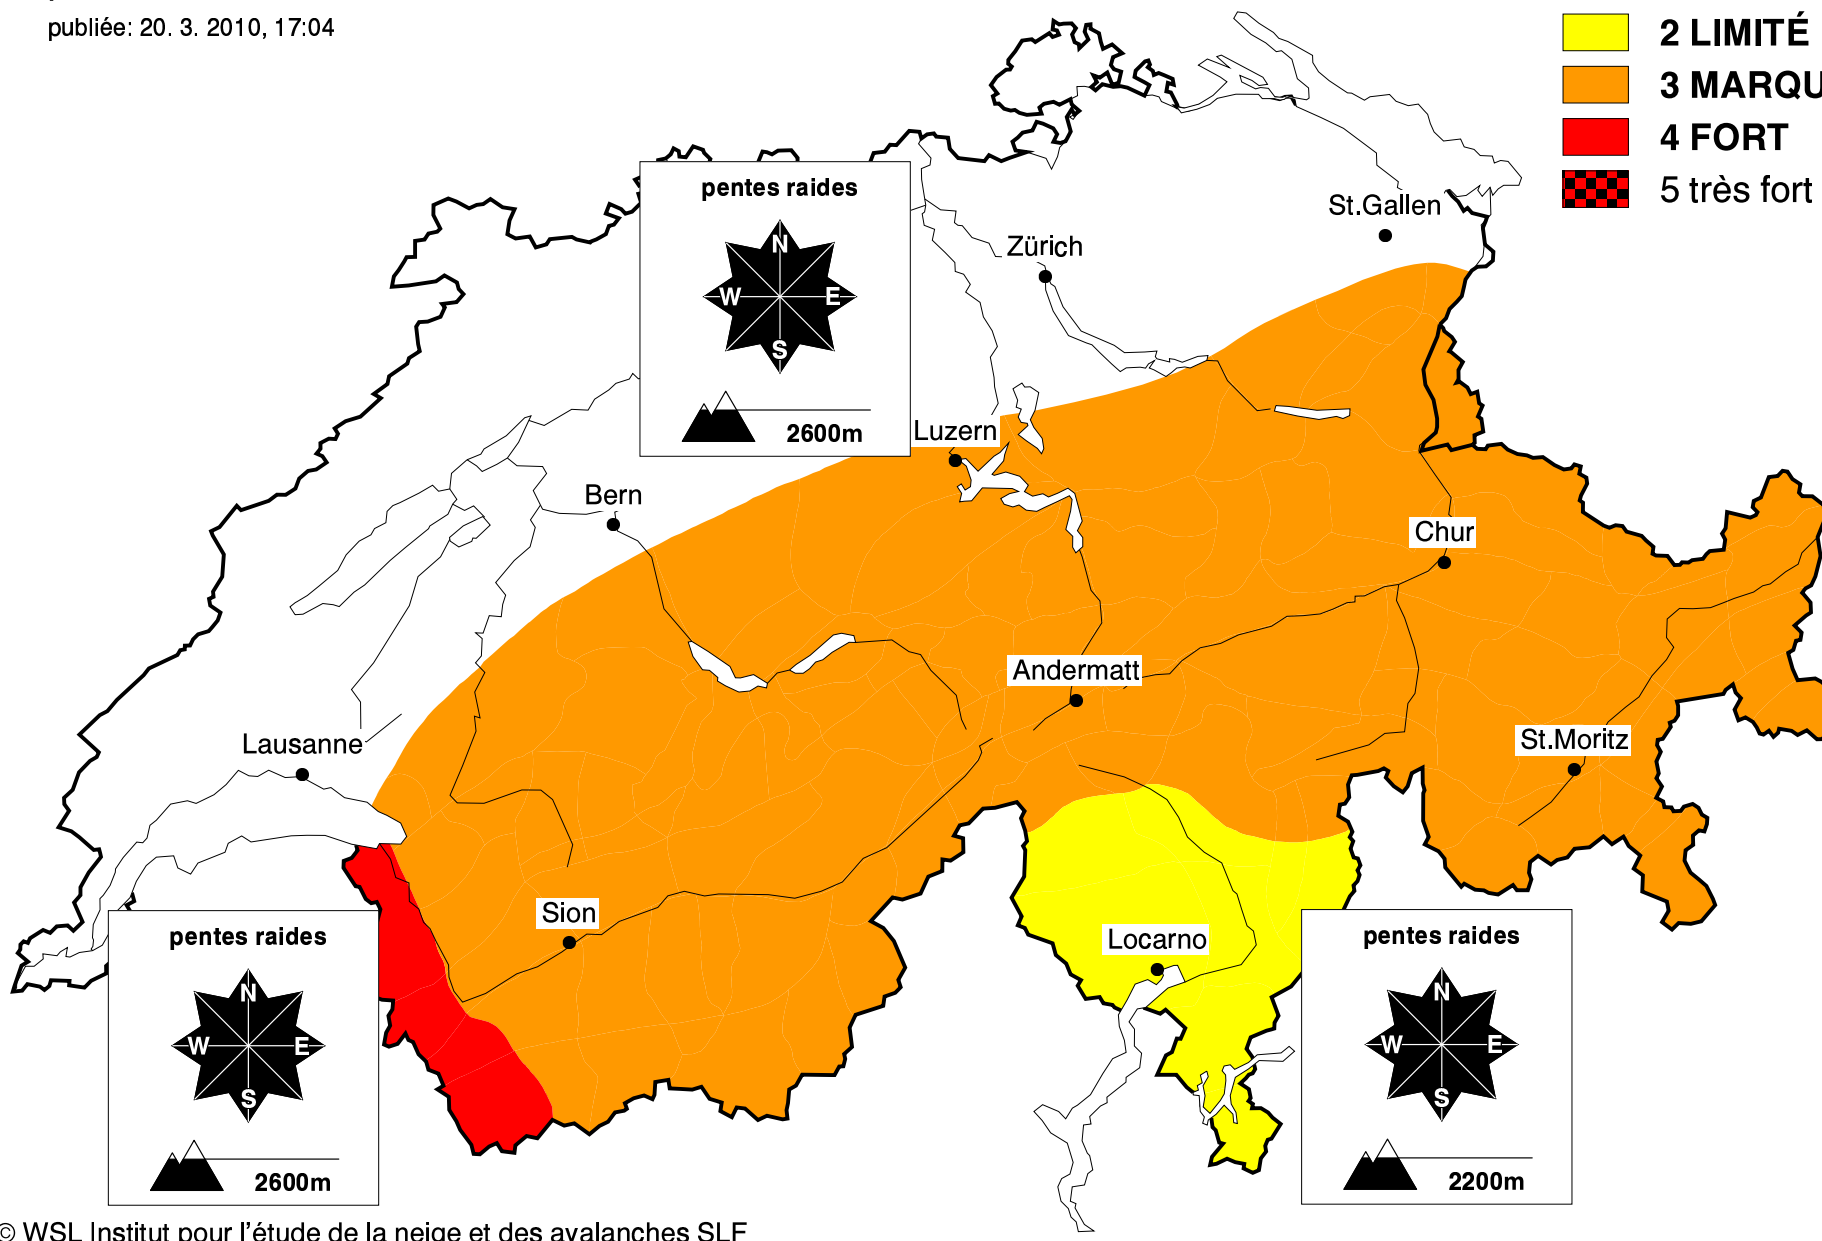 publiée: 20. 3. 2010, 17:04
2 LIMITÉ
3 MARQU
4 FORT
5 très fort
pentes raides
N
W E
S
2600m
St.Gallen
Zürich
Luzern
Bern
Chur
Andermatt
Lausanne
St.Moritz
Sion
Locarno
pentes raides
N
W E
S
2600m
pentes raides
N
W E
S
2200m
© WSL Institut pour l'étude de la neige et des avalanches SLF